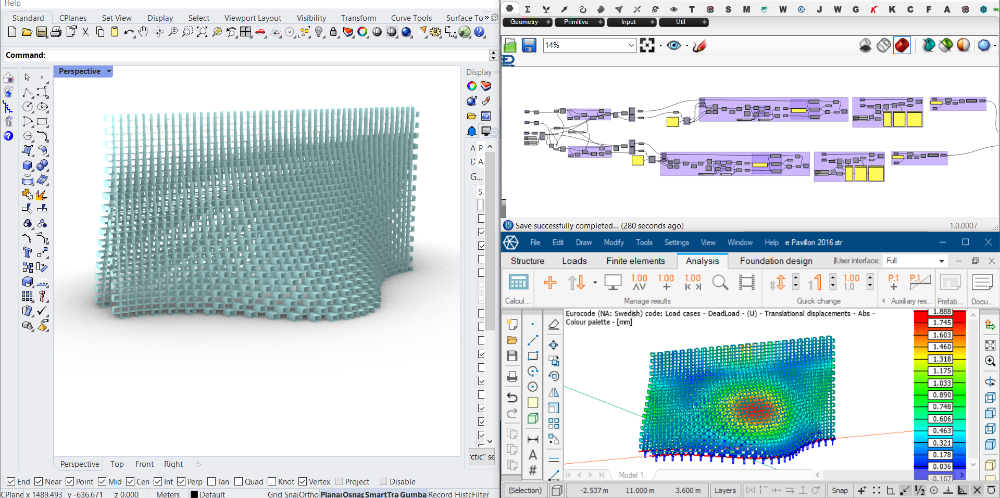 Help
Standard CPlanes Set View Display Select Viewport Layout Visibility Transform Curve Tools Surface To »
Command:
Perspective
Display
A P
D A.
G...
S.
rctic" se
Perspective Top Front Right
End Near Point Mid Cen Int Perp Tan Quad Knot Vertex Project Disable
CPlane x 1489.493 y -636.671 z 0.000 Meters Default Grid Sna Ortho Planar Osnap SmartTra Gumba Record Histo Filter
Σ T S M W J W G K K C F A
Geometry Primitive Input Util
14%
Save successfully completed... (280 seconds ago) 1.0.0007
File Edit Draw Modify Tools Settings View Window Help e Pavillon 2016.str
Structure Loads Finite elements Analysis Foundation design User interface: Full
1.00 1.00 1.00 1 1.00 P.1 P.1
1.0
Calcul... Manage results Quick change Auxiliary res... Prefab... Docu...
Eurocode (NA: Swedish) code: Load cases - DeadLoad - (U) - Translational displacements - Abs -
Colour palette - [mm]
1.888
1.745
1.603
1.460
1.318
1.175
1.033
0.890
0.748
0.606
0.463
0.321
0.178
0.036
-0.107
A
#
Model 1.
(Selection) -2.537 m 11.000 m 3.600 m Layers Snap 1/2